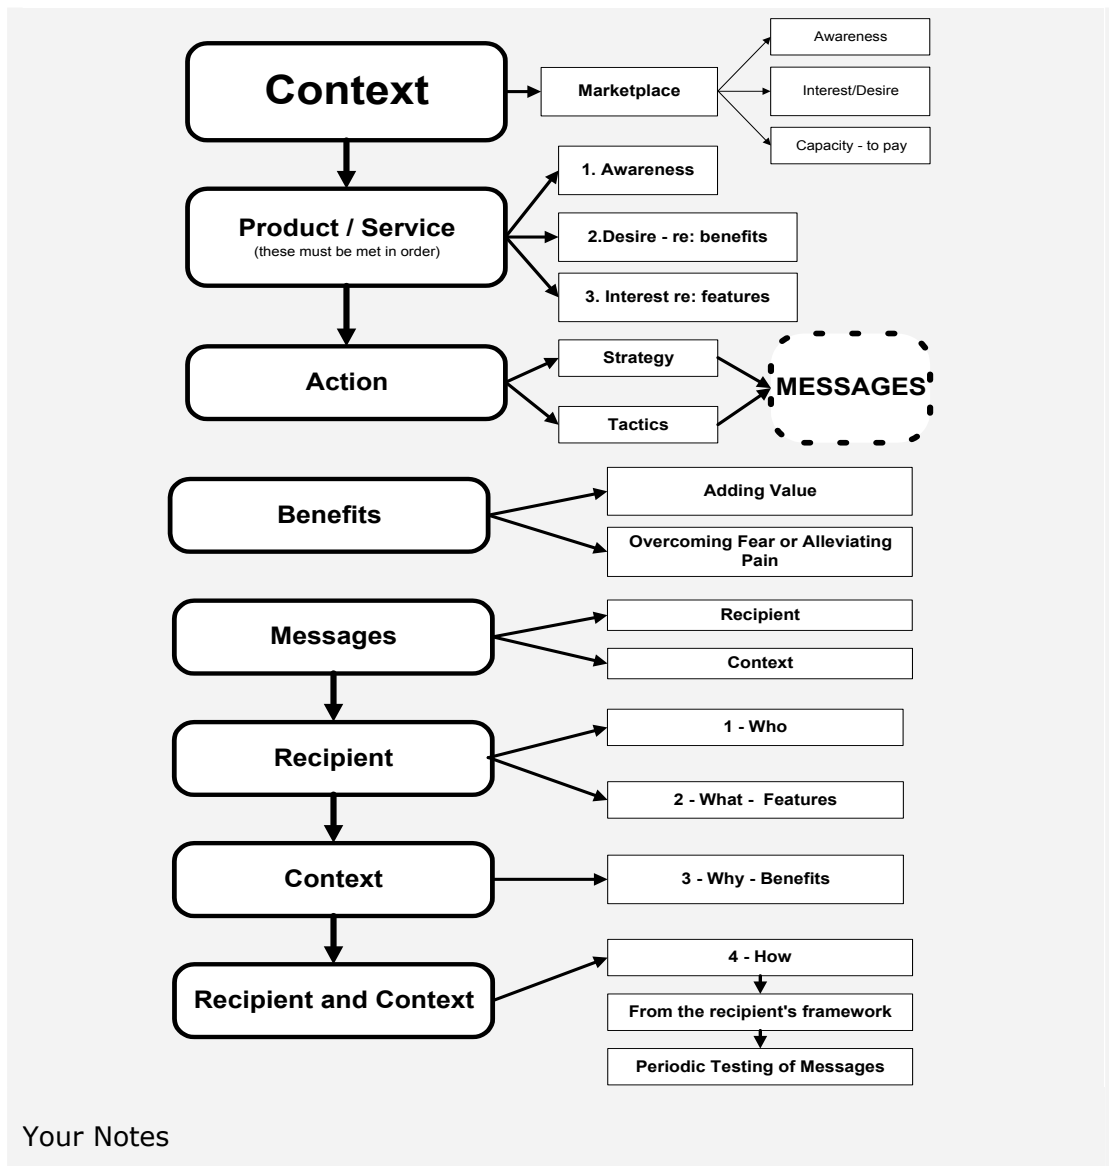 Context
Marketplace
Awareness
Interest/Desire
Capacity - to pay
Product / Service
(these must be met in order)
1. Awareness
2.Desire - re: benefits
3. Interest re: features
Action
Strategy
Tactics
MESSAGES
Benefits
Adding Value
Overcoming Fear or Alleviating
Pain
Messages
Recipient
Context
Recipient
1 - Who
2 - What - Features
Context
3 - Why - Benefits
Recipient and Context
4 - How
From the recipient's framework
Periodic Testing of Messages
Your Notes